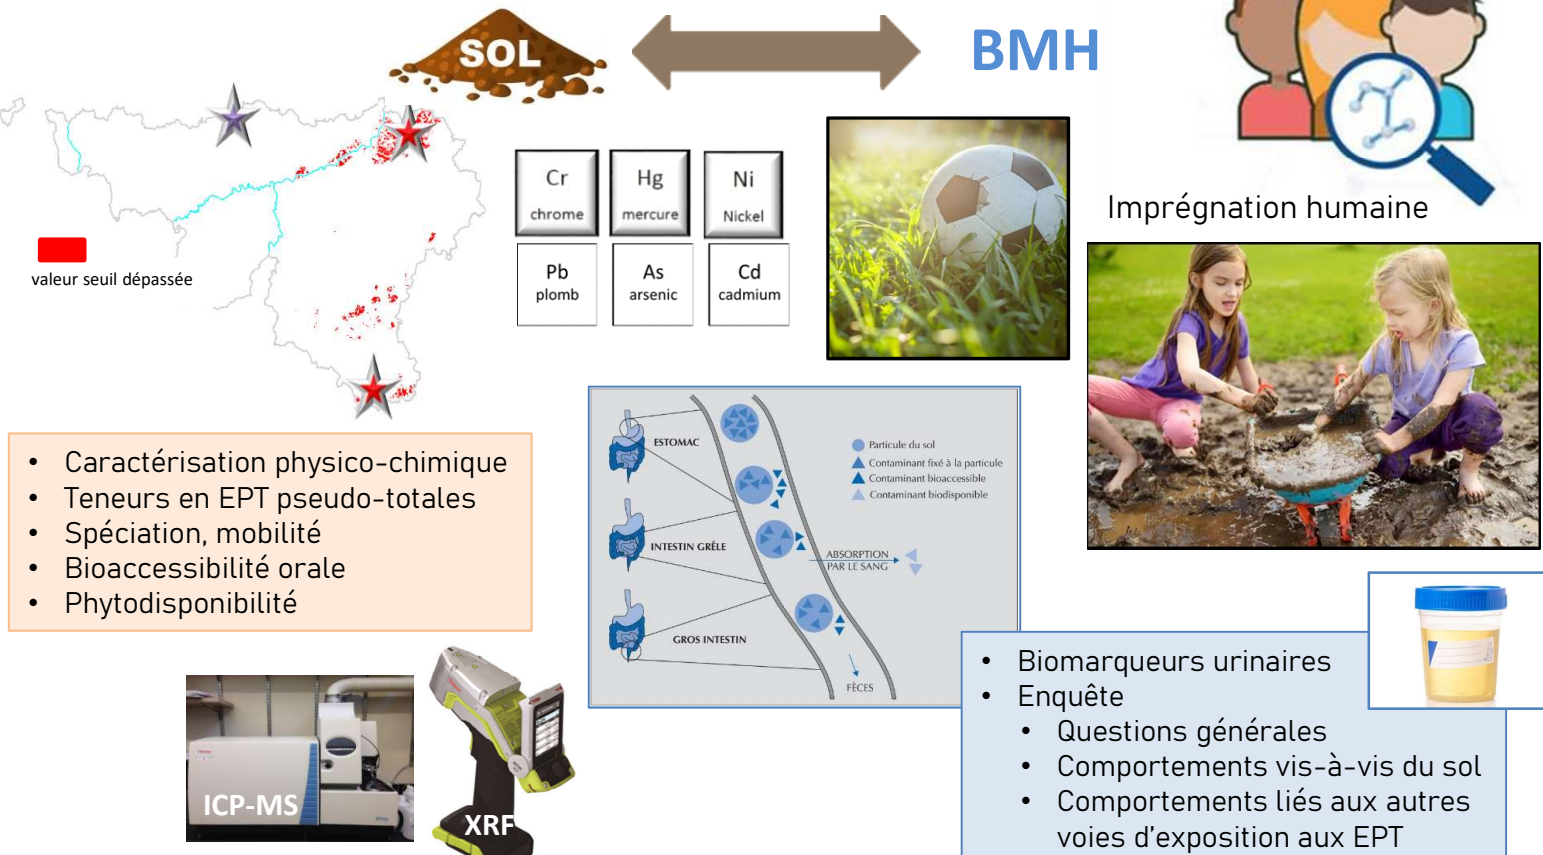 SOL
BMH
valeur seuil dépassée
Cr
chrome
Hg
mercure
Ni
Nickel
Pb
plomb
As
arsenic
Cd
cadmium
Imprégnation humaine
• Caractérisation physico-chimique
• Teneurs en EPT pseudo-totales
• Spéciation, mobilité
• Bioaccessibilité orale
• Phytodisponibilité
ESTOMAC
INTESTIN GRÊLE
GROS INTESTIN
Particule du sol
Contaminant fixé à la particule
Contaminant bioaccessible
Contaminant biodisponible
ABSORPTION
PAR LE SANG
FÈCES
ICP-MS
XRF
• Biomarqueurs urinaires
• Enquête
• Questions générales
• Comportements vis-à-vis du sol
• Comportements liés aux autres
voies d'exposition aux EPT